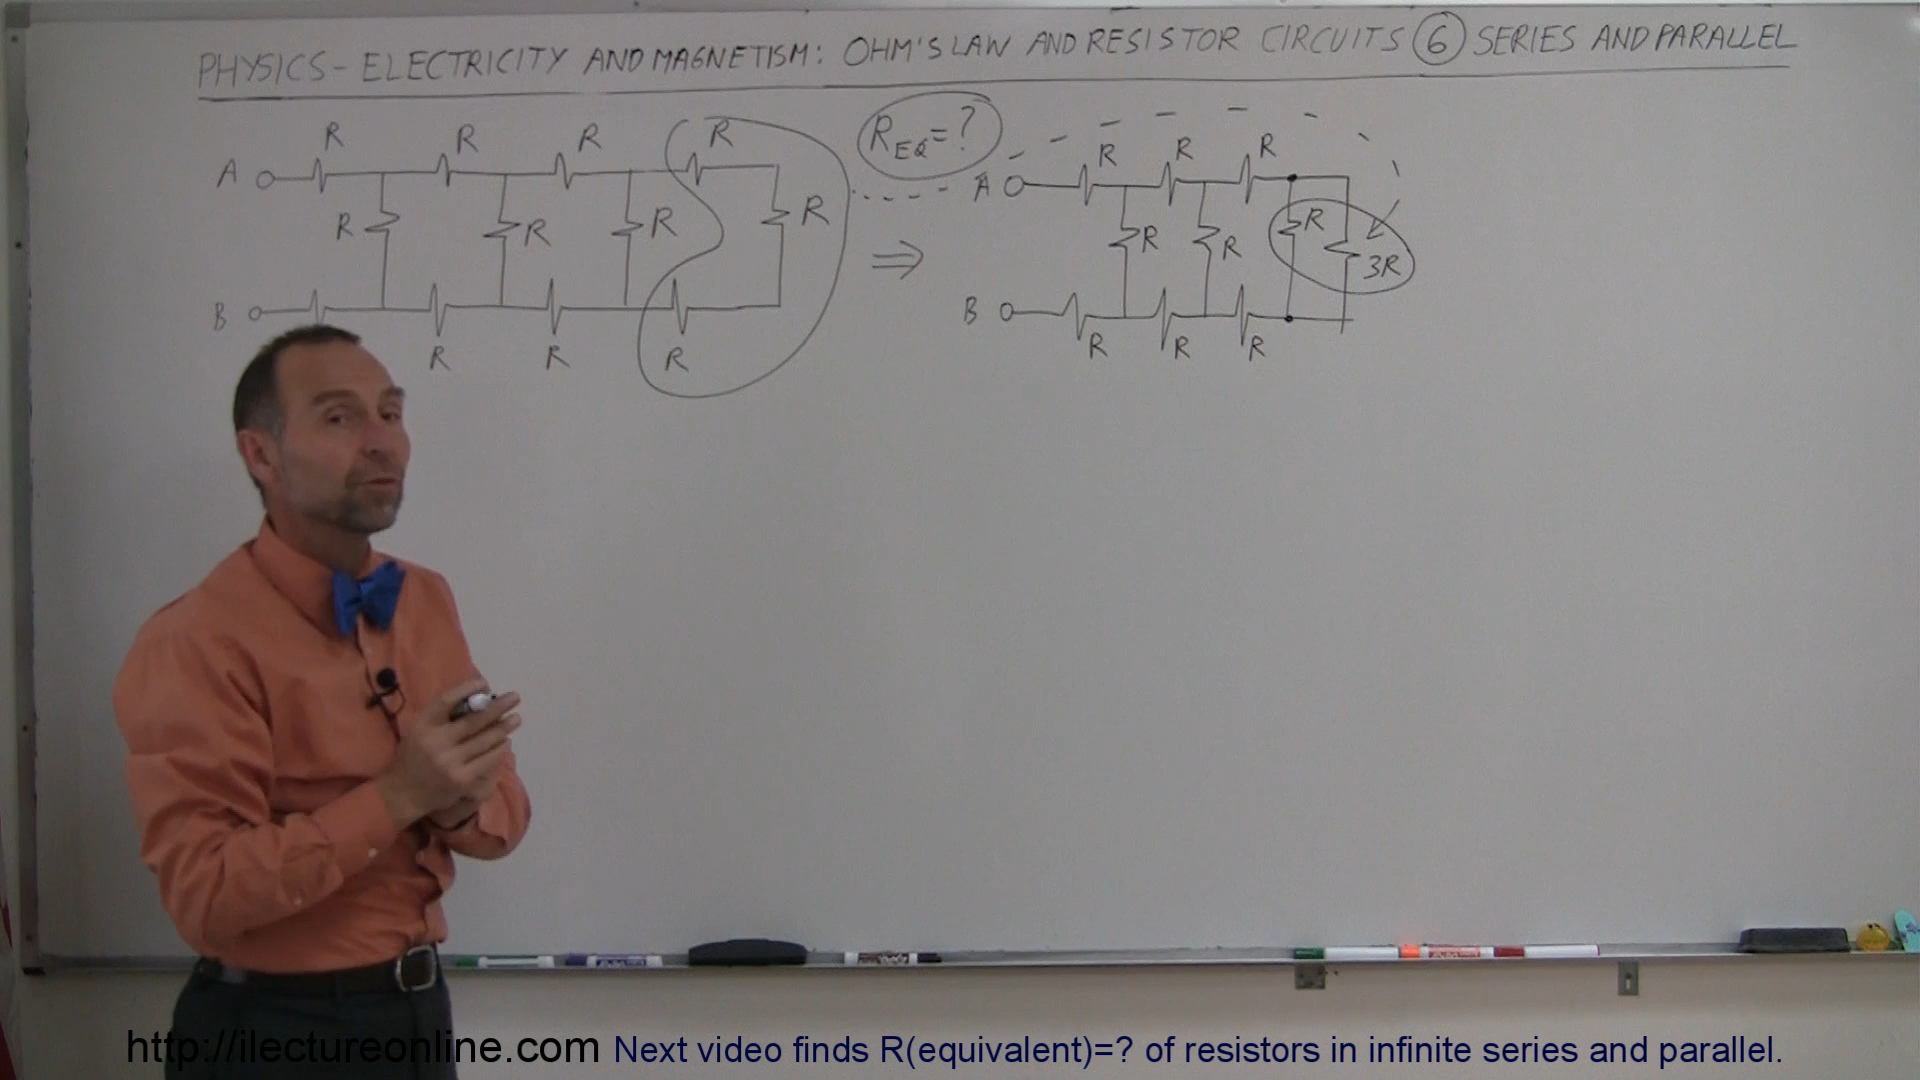 PHYSICS - ELECTRICITY AND MAGNETISM: OHM'S LAW AND RESISTOR CIRCUITS 6 SERIES AND PARALLEL
R R R R
REQ=?
R R R
A
A
R R R R
R R R 3R
B
B
R R R
R R R
http://ilectureonline.com Next video finds R(equivalent)=? of resistors in infinite series and parallel.